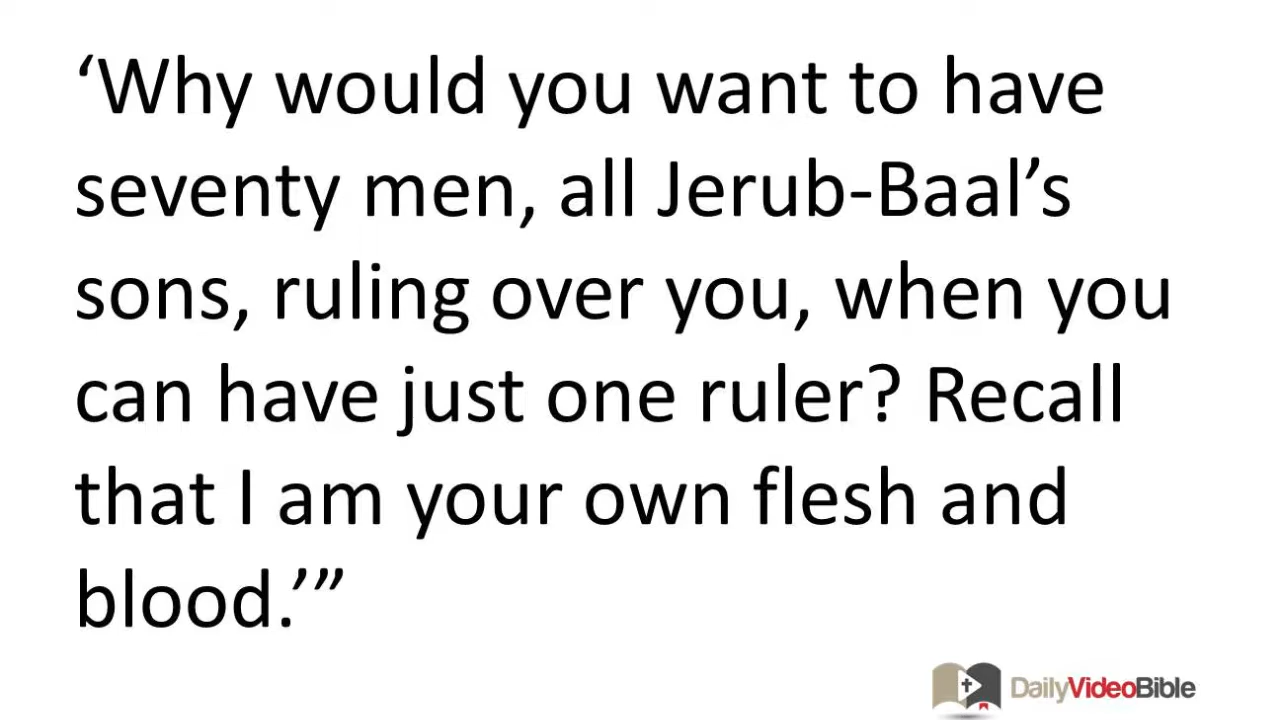 ‘Why would you want to have
seventy men, all Jerub-Baal’s
sons, ruling over you, when you
can have just one ruler? Recall
that I am your own flesh and
blood.’”
DailyVideoBible